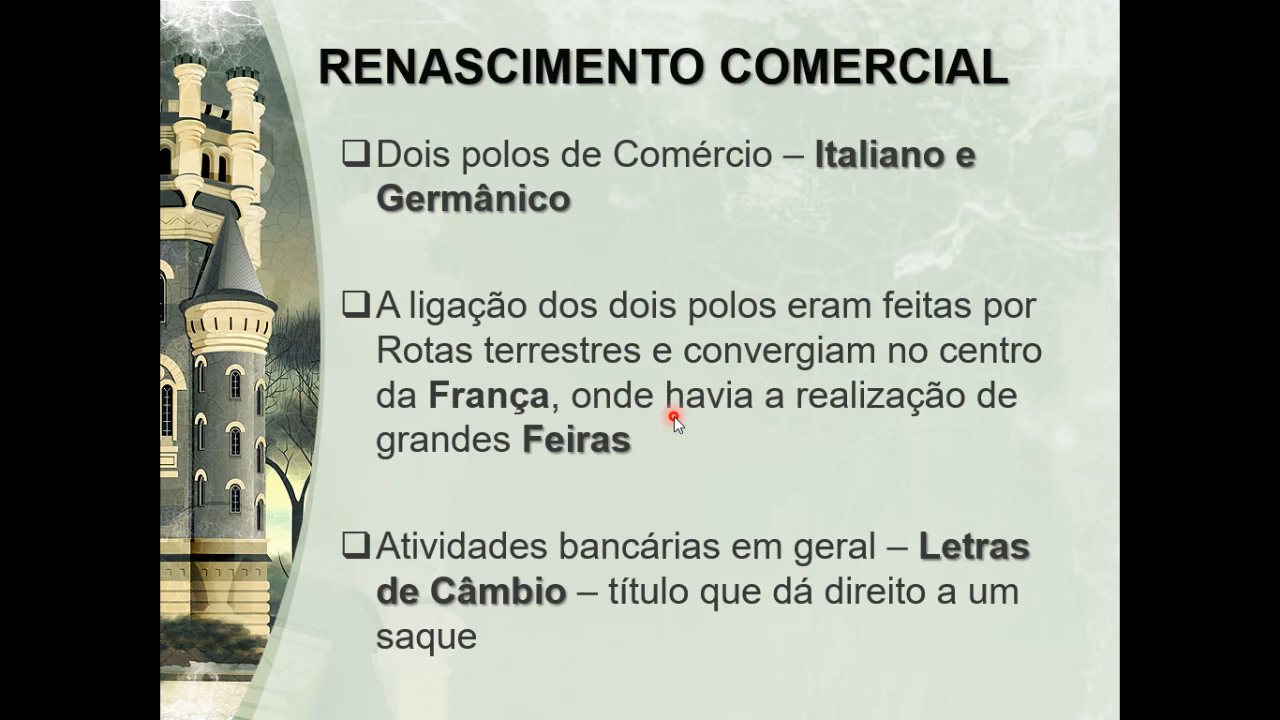 RENASCIMENTO COMERCIAL
Dois polos de Comércio – Italiano e
Germânico
A ligação dos dois polos eram feitas por
Rotas terrestres e convergiam no centro
da França, onde havia a realização de
grandes Feiras
Atividades bancárias em geral – Letras
de Câmbio – título que dá direito a um
saque